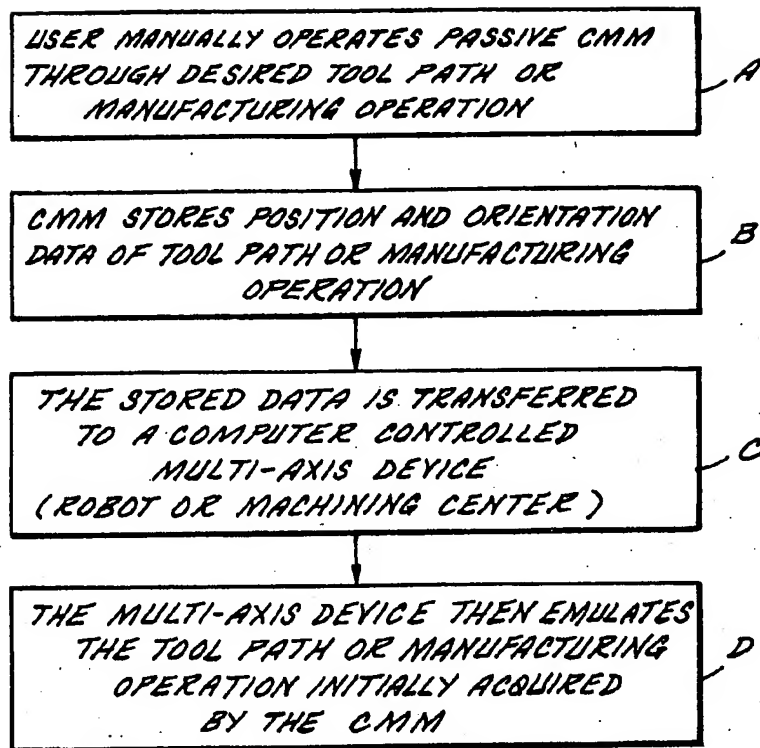 USER MANUALLY OPERATES PASSIVE CMM
THROUGH DESIRED TOOL PATH OR
MANUFACTURING OPERATION
A
CMM STORES POSITION AND ORIENTATION
DATA OF TOOL PATH OR MANUFACTURING
OPERATION
B
THE STORED DATA IS TRANSFERRED
TO A COMPUTER CONTROLLED
MULTI-AXIS DEVICE
(ROBOT OR MACHINING CENTER)
C
THE MULTI-AXIS DEVICE THEN EMULATES
THE TOOL PATH OR MANUFACTURING
OPERATION INITIALLY ACQUIRED
BY THE CMM
D